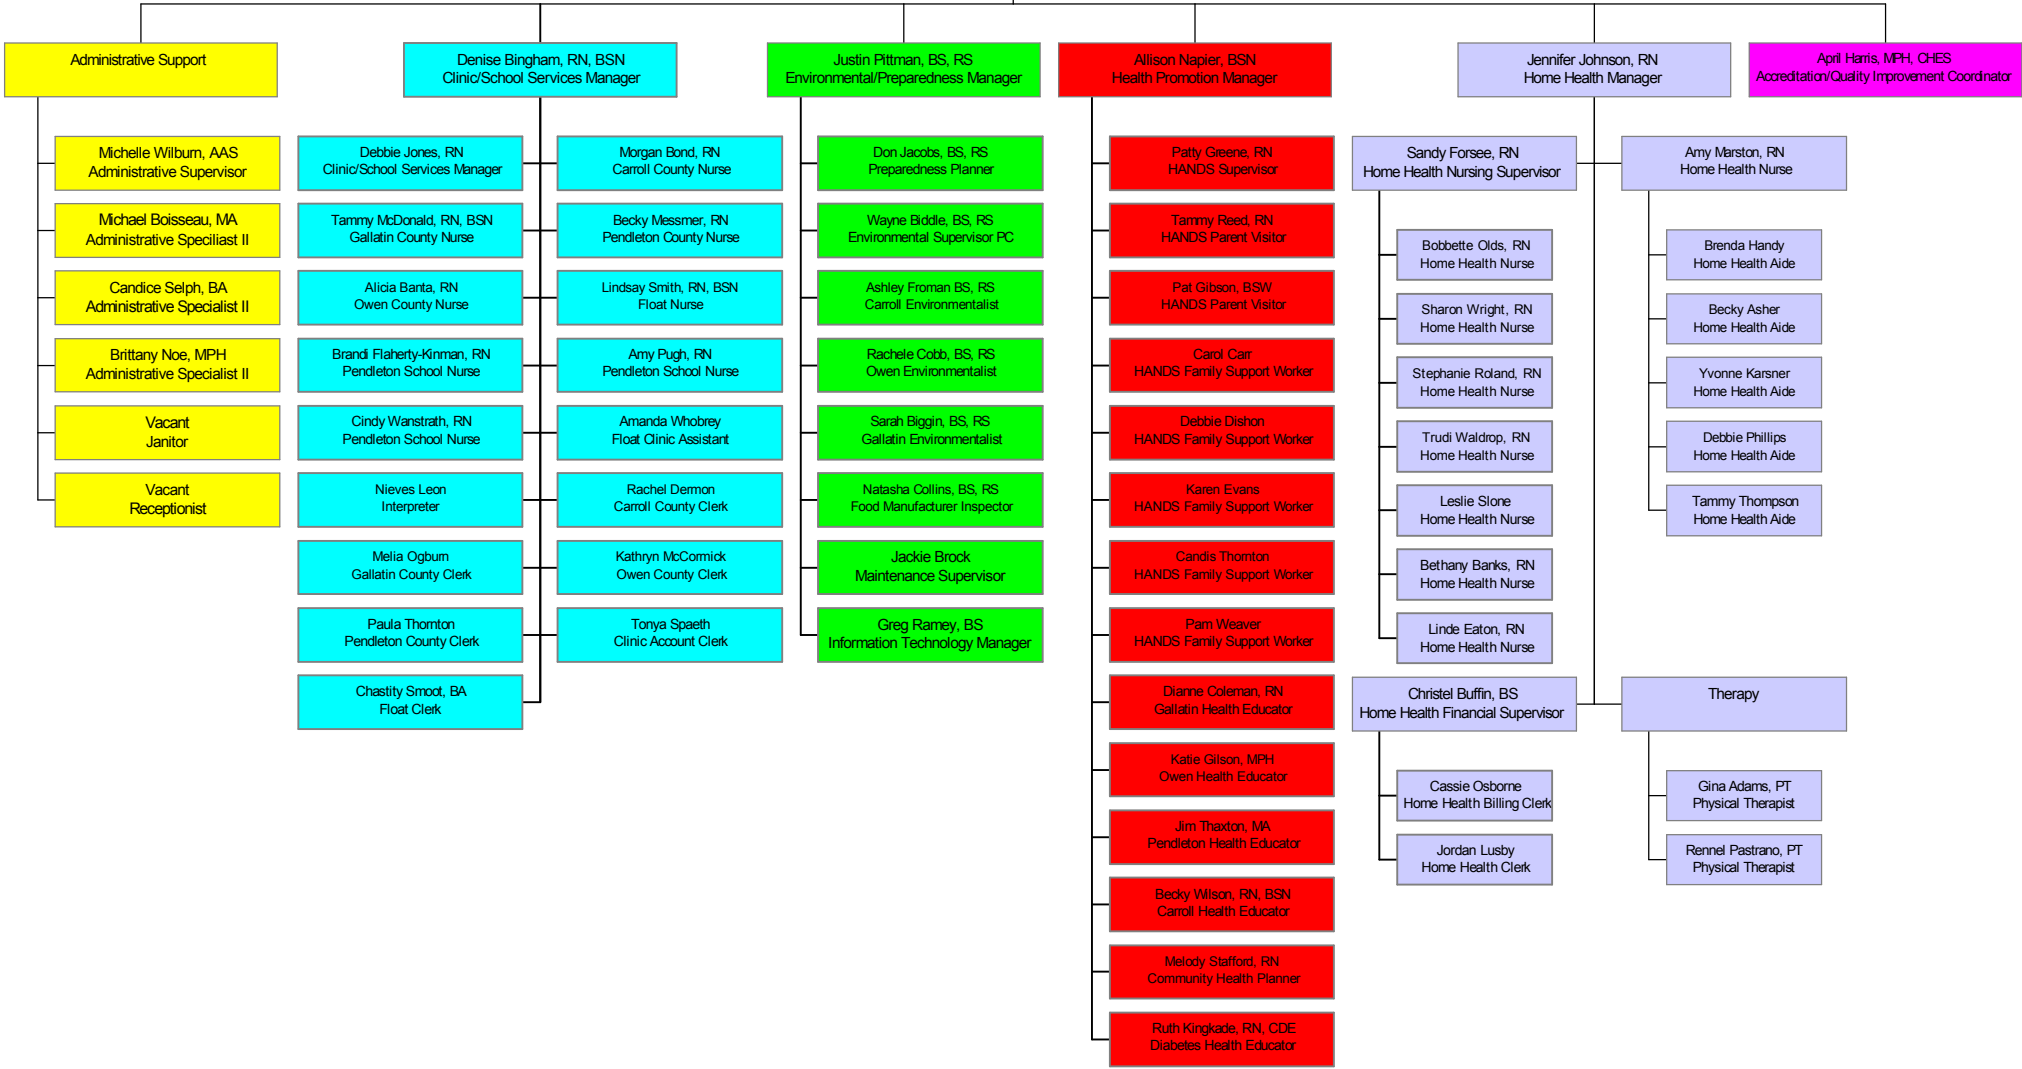 Administrative Support
Michelle Wilburn, AAS
Administrative Supervisor
Michael Boisseau, MA
Administrative Speciliast II
Candice Selph, BA
Administrative Specialist II
Brittany Noe, MPH
Administrative Specialist II
Vacant
Janitor
Vacant
Receptionist
Denise Bingham, RN, BSN
Clinic/School Services Manager
Debbie Jones, RN
Clinic/School Services Manager
Morgan Bond, RN
Carroll County Nurse
Tammy McDonald, RN, BSN
Gallatin County Nurse
Becky Messmer, RN
Pendleton County Nurse
Alicia Banta, RN
Owen County Nurse
Lindsay Smith, RN, BSN
Float Nurse
Brandi Flaherty-Kinman, RN
Pendleton School Nurse
Amy Pugh, RN
Pendleton School Nurse
Cindy Wanstrath, RN
Pendleton School Nurse
Amanda Whobrey
Float Clinic Assistant
Nieves Leon
Interpreter
Rachel Dermon
Carroll County Clerk
Melia Ogburn
Gallatin County Clerk
Kathryn McCormick
Owen County Clerk
Paula Thornton
Pendleton County Clerk
Tonya Spaeth
Clinic Account Clerk
Chastity Smoot, BA
Float Clerk
Justin Pittman, BS, RS
Environmental/Preparedness Manager
Don Jacobs, BS, RS
Preparedness Planner
Wayne Biddle, BS, RS
Environmental Supervisor PC
Ashley Froman BS, RS
Carroll Environmentalist
Rachele Cobb, BS, RS
Owen Environmentalist
Sarah Biggin, BS, RS
Gallatin Environmentalist
Natasha Collins, BS, RS
Food Manufacturer Inspector
Jackie Brock
Maintenance Supervisor
Greg Ramey, BS
Information Technology Manager
Allison Napier, BSN
Health Promotion Manager
Patty Greene, RN
HANDS Supervisor
Tammy Reed, RN
HANDS Parent Visitor
Pat Gibson, BSW
HANDS Parent Visitor
Carol Carr
HANDS Family Support Worker
Debbie Dishon
HANDS Family Support Worker
Karen Evans
HANDS Family Support Worker
Candis Thornton
HANDS Family Support Worker
Pam Weaver
HANDS Family Support Worker
Dianne Coleman, RN
Gallatin Health Educator
Katie Gilson, MPH
Owen Health Educator
Jim Thaxton, MA
Pendleton Health Educator
Becky Wilson, RN, BSN
Carroll Health Educator
Melody Stafford, RN
Community Health Planner
Ruth Kingkade, RN, CDE
Diabetes Health Educator
Jennifer Johnson, RN
Home Health Manager
Sandy Forsee, RN
Home Health Nursing Supervisor
Bobbette Olds, RN
Home Health Nurse
Sharon Wright, RN
Home Health Nurse
Stephanie Roland, RN
Home Health Nurse
Trudi Waldrop, RN
Home Health Nurse
Leslie Slone
Home Health Nurse
Bethany Banks, RN
Home Health Nurse
Linde Eaton, RN
Home Health Nurse
Amy Marston, RN
Home Health Nurse
Brenda Handy
Home Health Aide
Becky Asher
Home Health Aide
Yvonne Karsner
Home Health Aide
Debbie Phillips
Home Health Aide
Tammy Thompson
Home Health Aide
Christel Buffin, BS
Home Health Financial Supervisor
Cassie Osborne
Home Health Billing Clerk
Jordan Lusby
Home Health Clerk
Therapy
Gina Adams, PT
Physical Therapist
Rennel Pastrano, PT
Physical Therapist
April Harris, MPH, CHES
Accreditation/Quality Improvement Coordinator